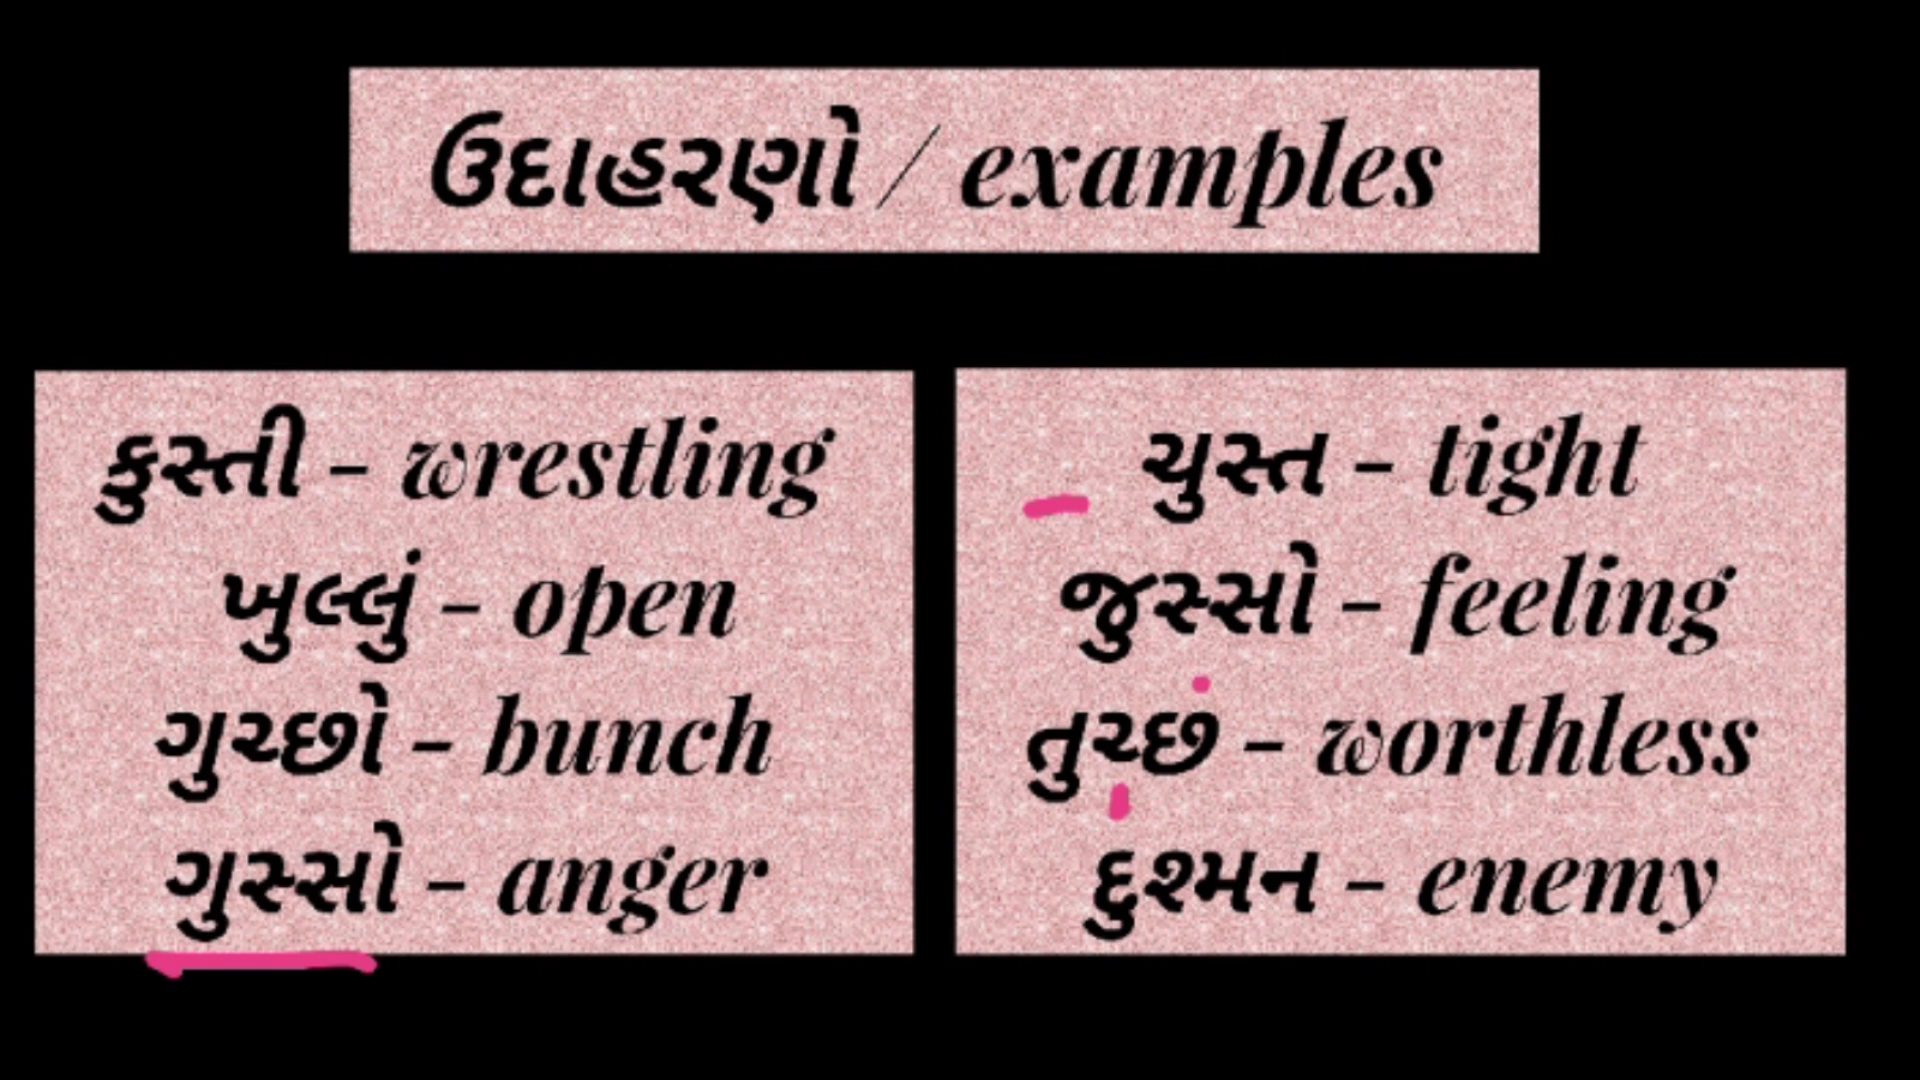 ઉદાહરણો / examples
કુસ્તી - wrestling
ખુલ્લું - open
ગુચ્છો - bunch
ગુસ્સો - anger
ચુસ્ત - tight
જુસ્સો - feeling
તુચ્છ - worthless
દુશ્મન - enemy